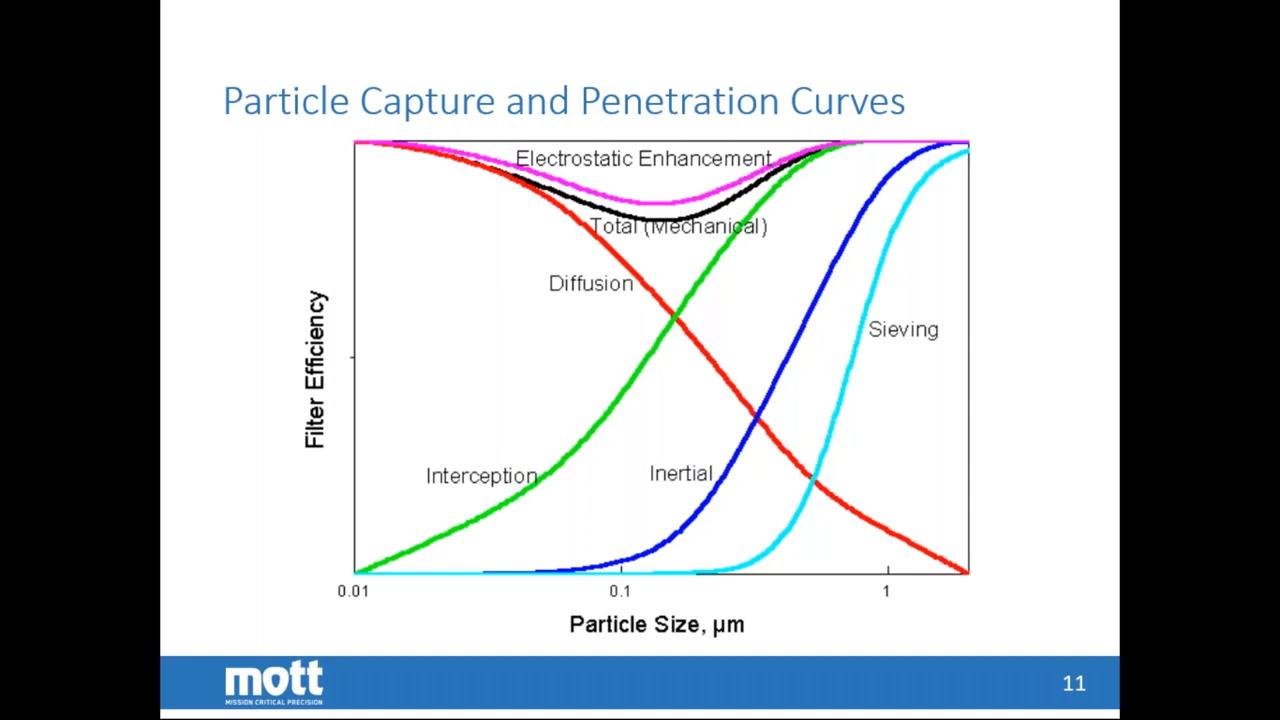 Particle Capture and Penetration Curves
Electrostatic Enhancement
Total (Mechanical)
Diffusion
Sieving
Interception
Inertial
Filter Efficiency
0.01
0.1
1
Particle Size, µm
mott
MISSION CRITICAL PRECISION
11